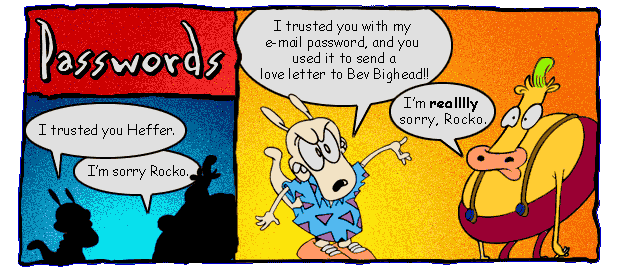 Passwords
I trusted you Heffer.
I'm sorry Rocko.
I trusted you with my
e-mail password, and you
used it to send a
love letter to Bev Bighead!!
I'm realllly
sorry, Rocko.